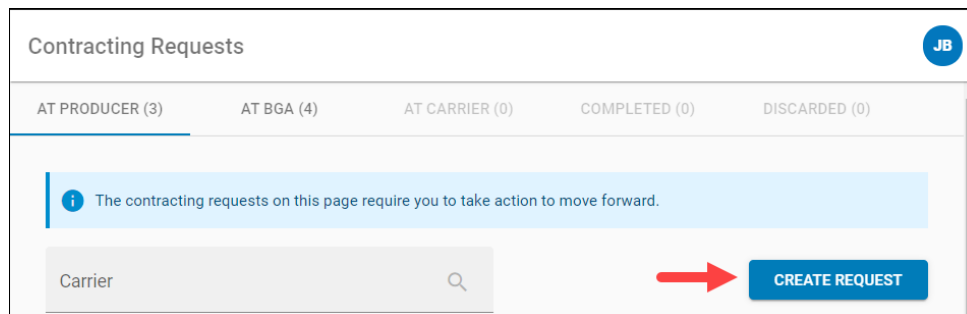 Contracting Requests
JB
AT PRODUCER (3) AT BGA (4) AT CARRIER (0) COMPLETED (0) DISCARDED (0)
The contracting requests on this page require you to take action to move forward.
Carrier
CREATE REQUEST